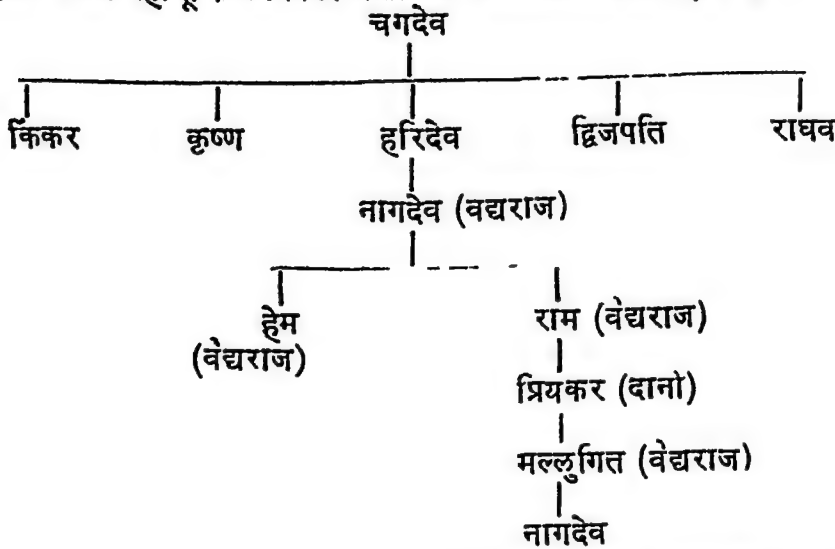 चगदेव
किंकर कृष्ण हरिदेव द्विजपति राघव
नागदेव (वद्यराज)
हेम राम (वेद्यराज)
(वेद्यराज)
प्रियकर (दानो)
मल्लुगित (वेद्यराज)
नागदेव